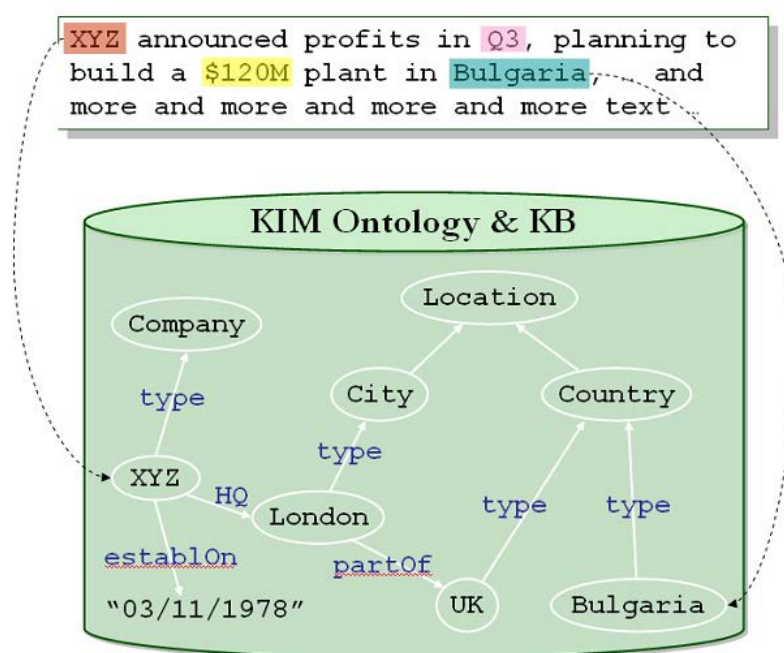 XYZ announced profits in Q3, planning to
build a $120M plant in Bulgaria, … and
more and more and more and more text …
KIM Ontology & KB
Location
Company
City
Country
type
type
XYZ
HQ
type
type
London
establOn
partOf
"03/11/1978"
UK
Bulgaria